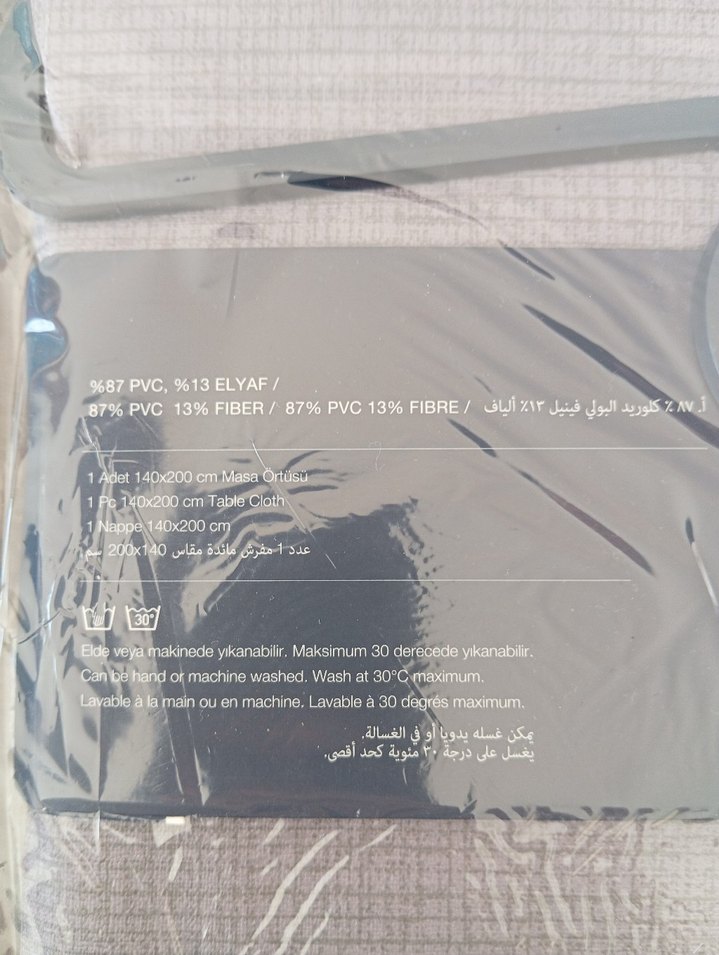 %87 PVC, %13 ELYAF /
87% PVC 13% FIBER / 87% PVC 13% FIBRE / أ. ٨٧ ٪ كلوريد البولي فينيل ١٣٪ ألياف
1 Adet 140x200 cm Masa Örtüsü
1 Pc 140x200 cm Table Cloth
1 Nappe 140x200 cm
عدد 1 مفرش مائدة مقاس 140×200 سم
30°
Elde veya makinede yıkanabilir. Maksimum 30 derecede yıkanabilir.
Can be hand or machine washed. Wash at 30°C maximum.
Lavable à la main ou en machine. Lavable à 30 degrés maximum.
يمكن غسله يدويا أو في الغسالة.
يغسل على درجة ٣٠ مئوية كحد أقصى.